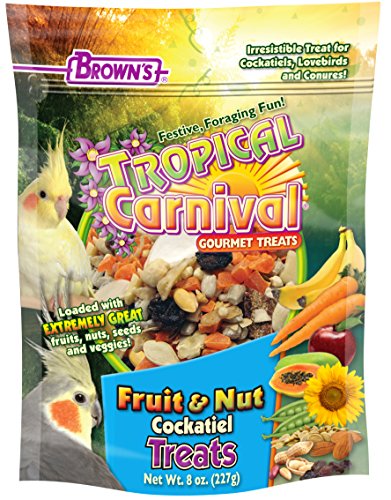 BROWN'S®
Irresistible Treat for
Cockatiels, Lovebirds
and Conures!
Festive, Foraging Fun!
TROPICAL
Carnival®
GOURMET TREATS
Loaded with
EXTREMELY GREAT
fruits, nuts, seeds
and veggies!
Fruit & Nut
Cockatiel
Treats
Net Wt. 8 oz. (227g)